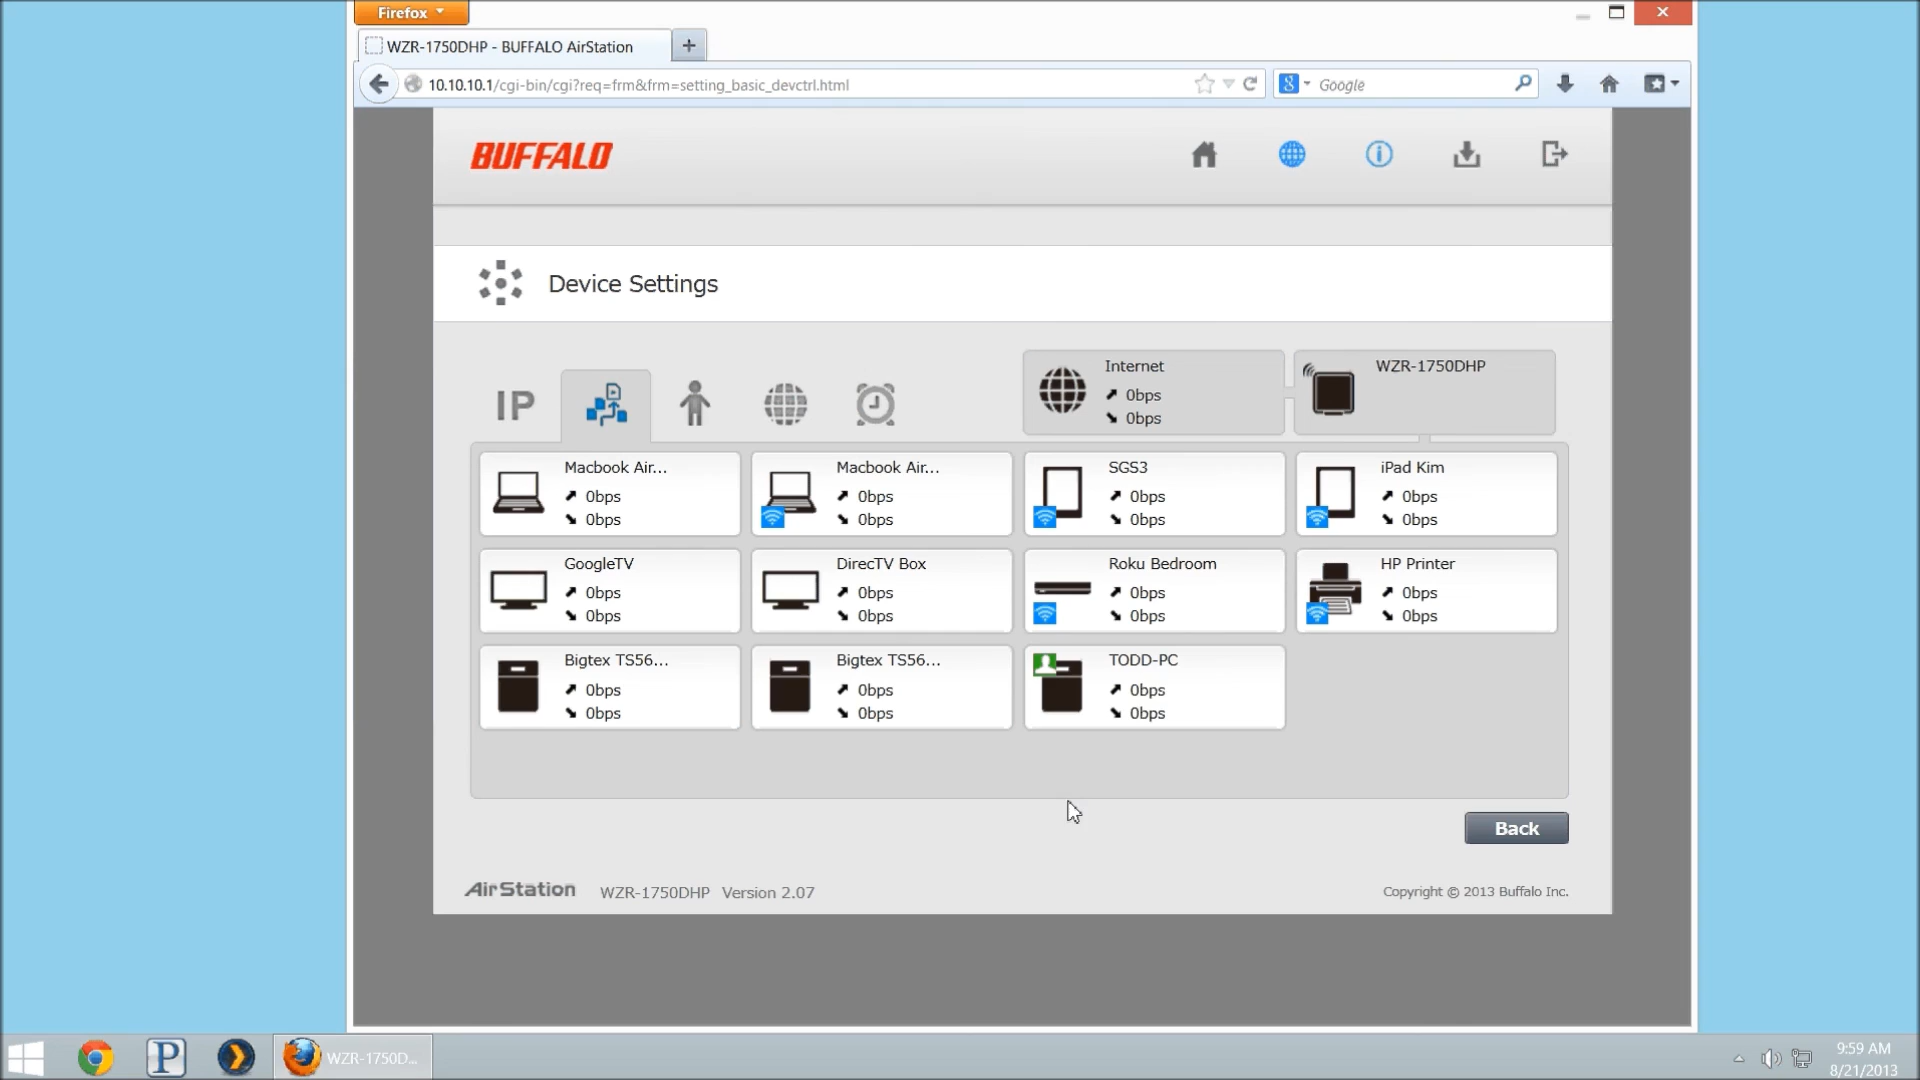 Firefox
WZR-1750DHP - BUFFALO AirStation
10.10.10.1/cgi-bin/cgi?req=frm&frm=setting_basic_devctrl.html
Google
BUFFALO
Device Settings
IP
Internet
0bps
0bps
WZR-1750DHP
Macbook Air...
0bps
0bps
Macbook Air...
0bps
0bps
SGS3
0bps
0bps
iPad Kim
0bps
0bps
GoogleTV
0bps
0bps
DirecTV Box
0bps
0bps
Roku Bedroom
0bps
0bps
HP Printer
0bps
0bps
Bigtex TS56...
0bps
0bps
Bigtex TS56...
0bps
0bps
TODD-PC
0bps
0bps
Back
AirStation WZR-1750DHP Version 2.07
Copyright © 2013 Buffalo Inc.
WZR-1750D...
9:59 AM
8/21/2013